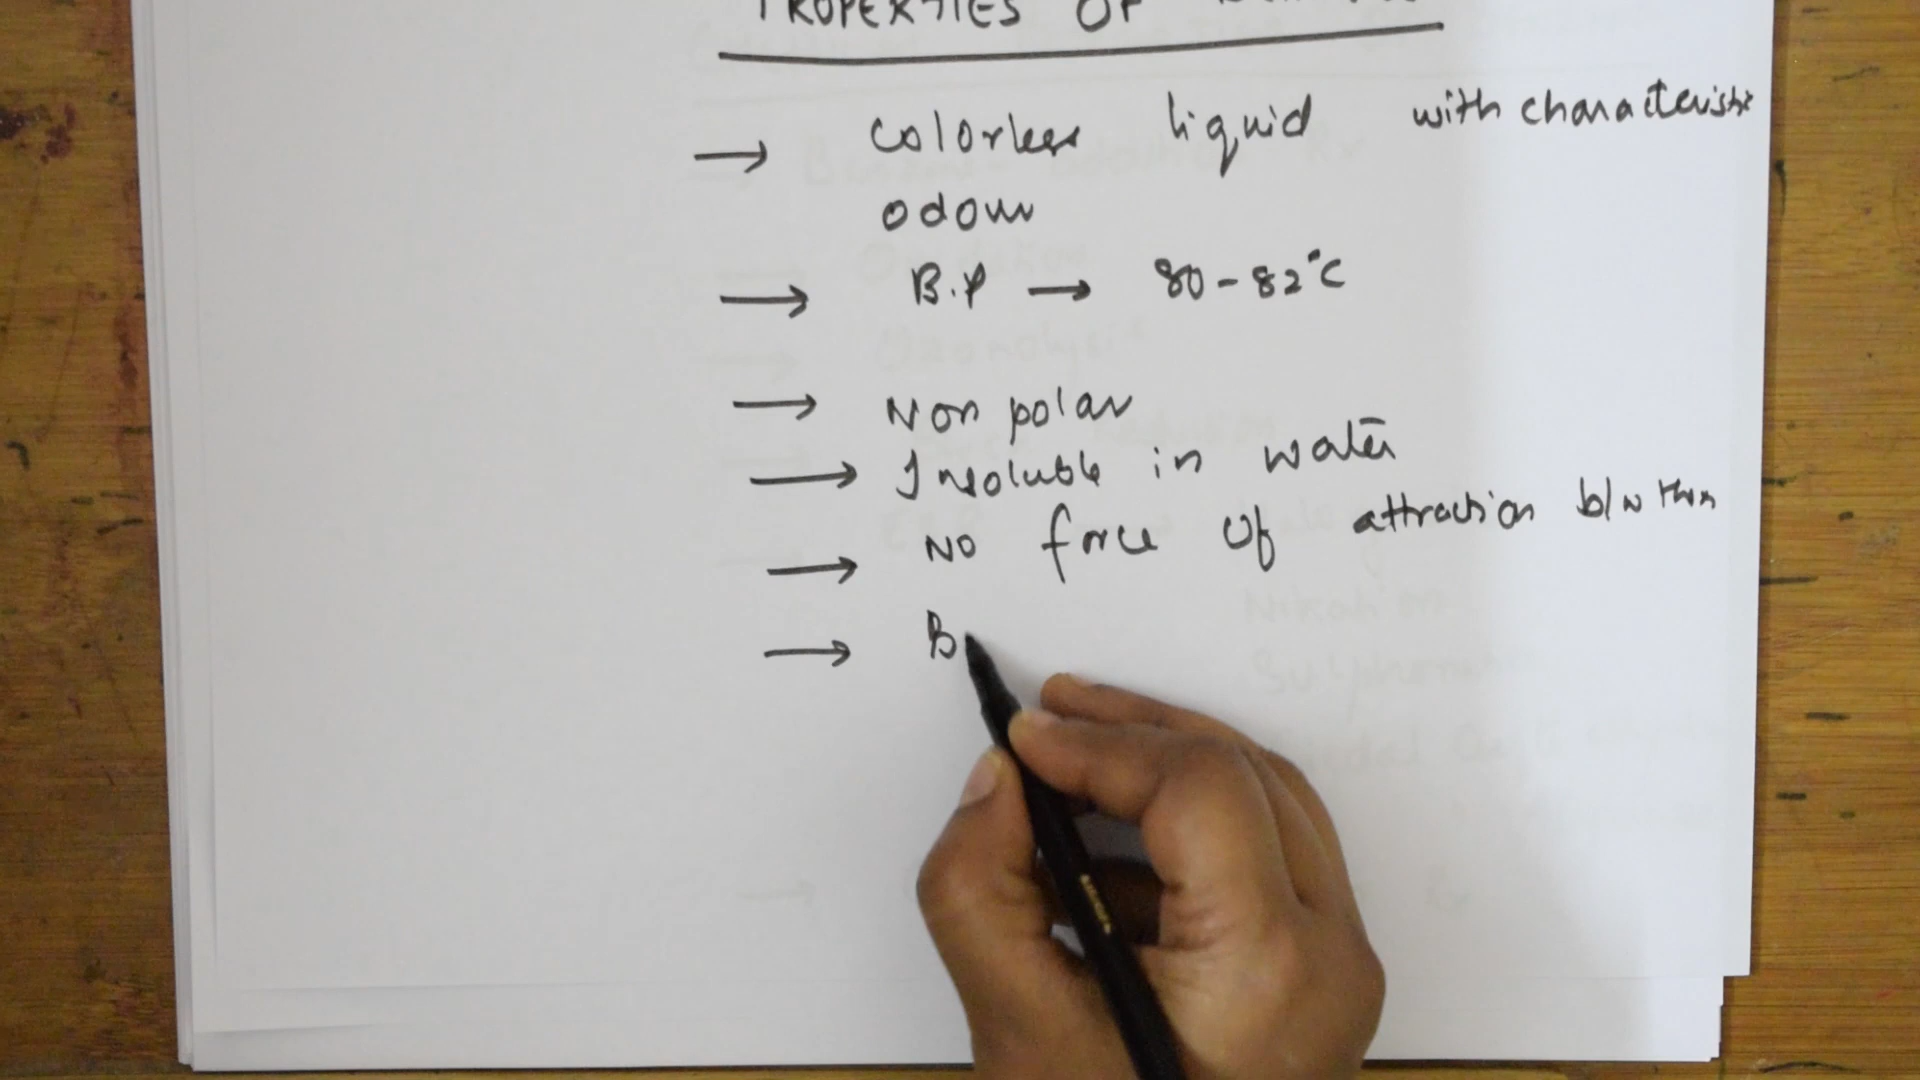 PROPERTIES OF
→ Colorless liquid with characteristic
odour
→ B.P → 80-82°C
→ Non polar
→ Insoluble in water
→ NO force Of attraction b/w them
→ B